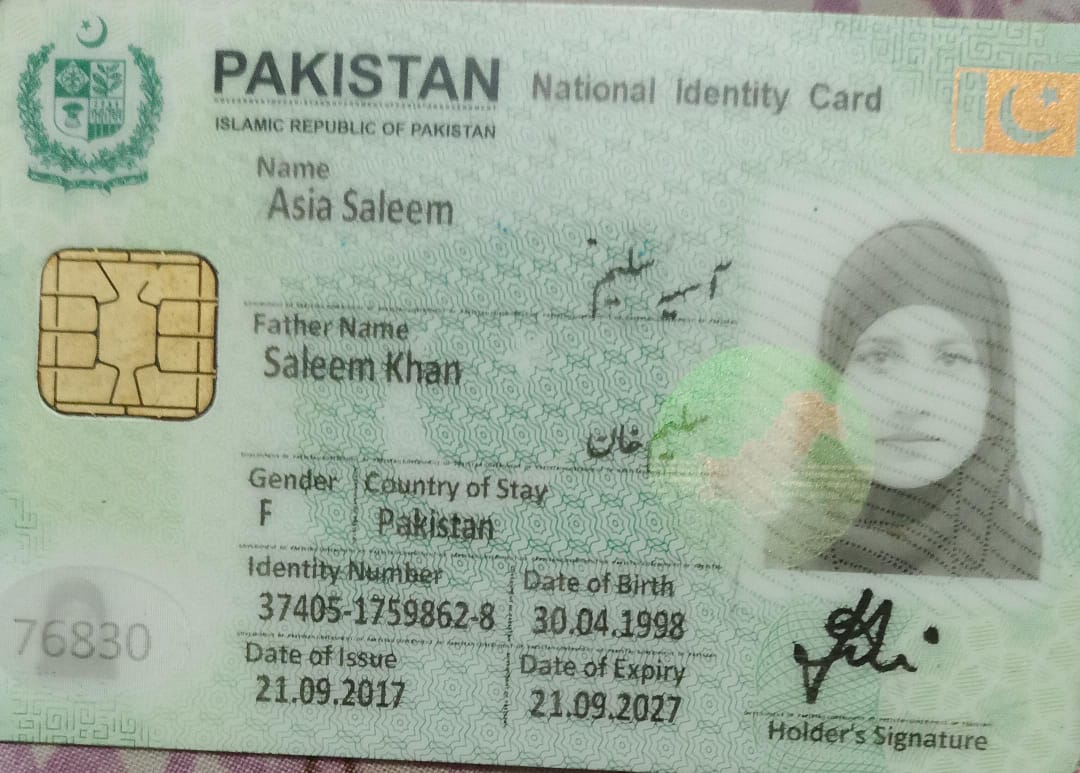 PAKISTAN National Identity Card
ISLAMIC REPUBLIC OF PAKISTAN
Name
Asia Saleem
آسیہ سلیم
Father Name
Saleem Khan
سلیم خان
Gender Country of Stay
F Pakistan
Identity Number Date of Birth
37405-1759862-8 30.04.1998
Date of Issue Date of Expiry
21.09.2017 21.09.2027
76830
Holder's Signature